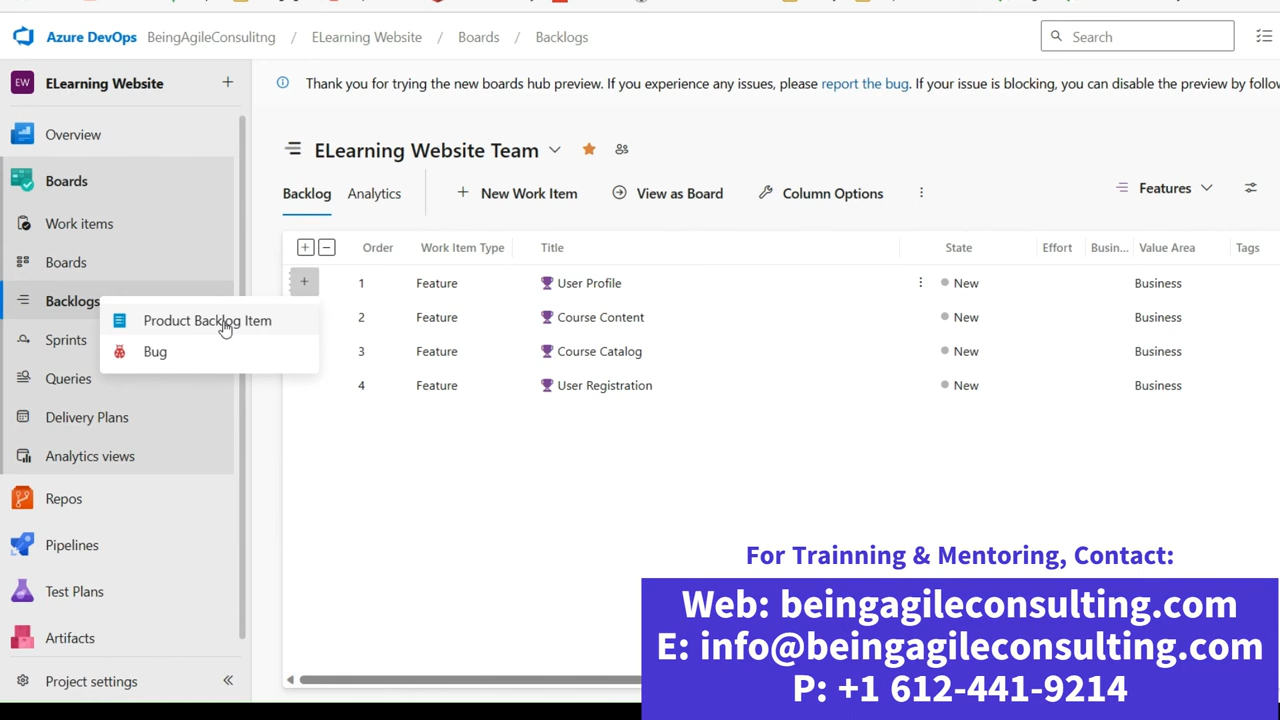 Azure DevOps BeingAgileConsulitng / ELearning Website / Boards / Backlogs
Search
EW ELearning Website +
Thank you for trying the new boards hub preview. If you experience any issues, please report the bug. If your issue is blocking, you can disable the preview by follow
Overview
Boards
Work items
Boards
Backlogs
Sprints
Queries
Delivery Plans
Analytics views
Repos
Pipelines
Test Plans
Artifacts
Project settings
Product Backlog Item
Bug
ELearning Website Team
Backlog Analytics + New Work Item View as Board Column Options Features
Order Work Item Type Title State Effort Busin... Value Area Tags
1 Feature User Profile New Business
2 Feature Course Content New Business
3 Feature Course Catalog New Business
4 Feature User Registration New Business
For Trainning & Mentoring, Contact:
Web: beingagileconsulting.com
E: info@beingagileconsulting.com
P: +1 612-441-9214